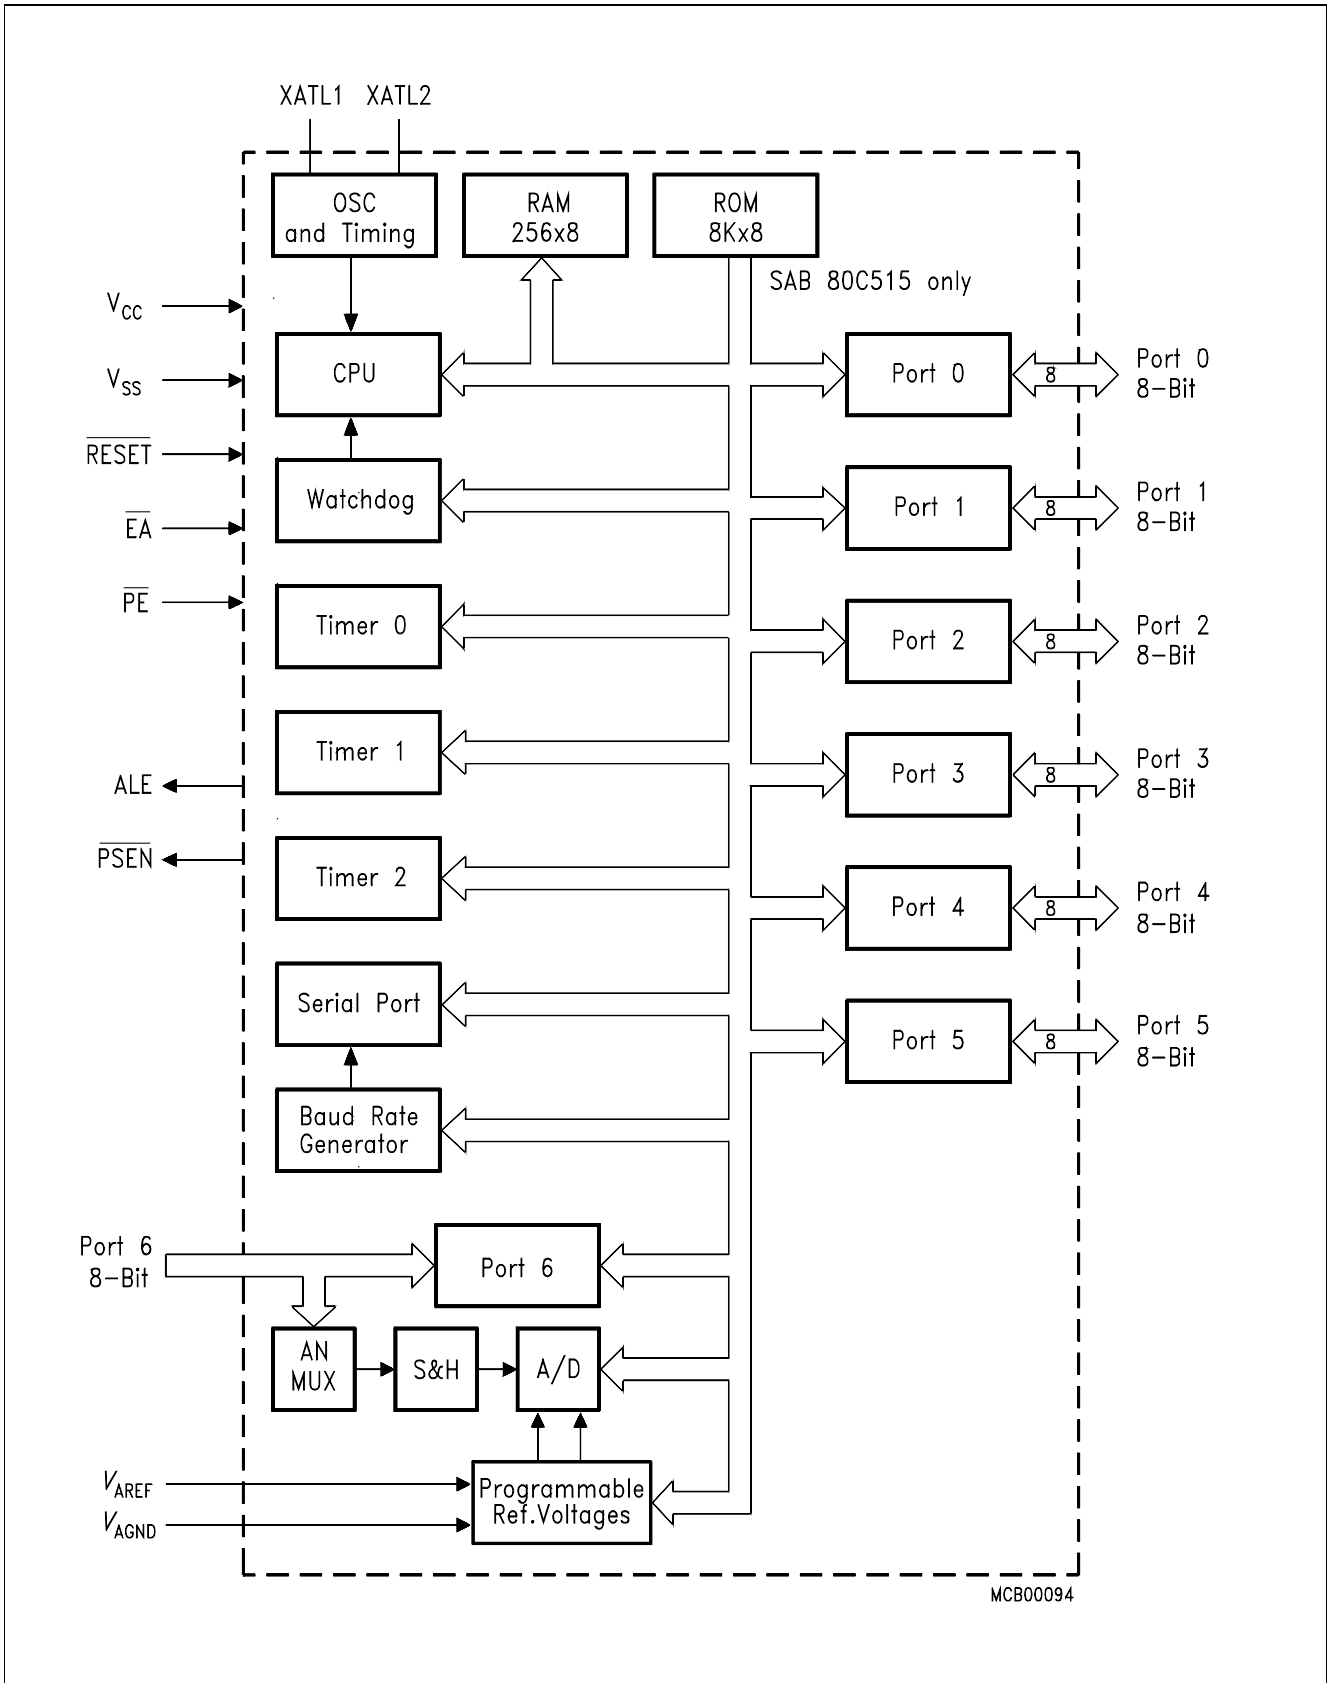 XATL1 XATL2
OSC
and Timing
RAM
256x8
ROM
8Kx8
SAB 80C515 only
VCC
VSS
RESET
EA
PE
ALE
PSEN
CPU
Watchdog
Timer 0
Timer 1
Timer 2
Serial Port
Baud Rate
Generator
Port 0
8
Port 0
8-Bit
Port 1
8
Port 1
8-Bit
Port 2
8
Port 2
8-Bit
Port 3
8
Port 3
8-Bit
Port 4
8
Port 4
8-Bit
Port 5
8
Port 5
8-Bit
Port 6
8-Bit
Port 6
AN
MUX
S&H
A/D
VAREF
VAGND
Programmable
Ref.Voltages
MCB00094